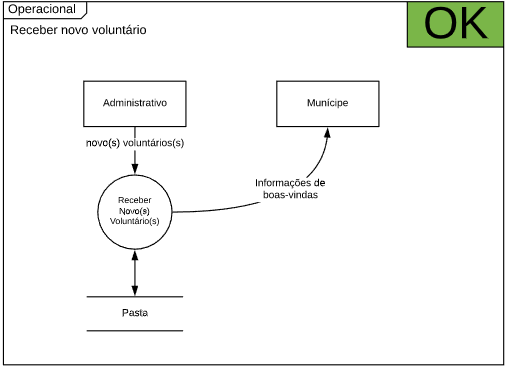 Operacional
OK
Receber novo voluntário
Administrativo
Munícipe
novo(s) voluntários(s)
Informações de
boas-vindas
Receber
Novo(s)
Voluntário(s)
Pasta